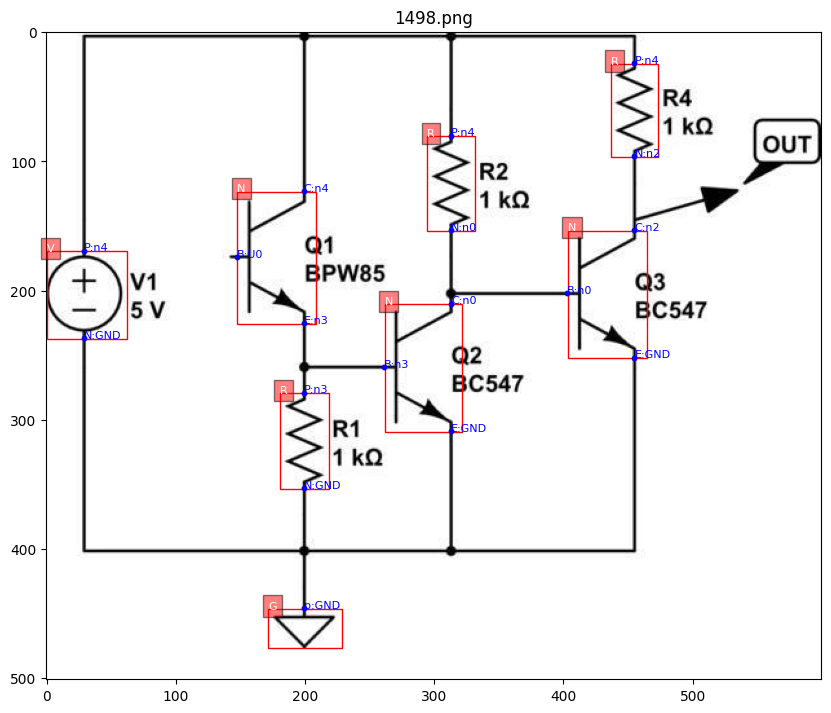 1498.png
0
100
200
300
400
500
0
100
200
300
400
500
R
P:n4
R4
1 kΩ
N:n2
OUT
R
P:n4
R2
1 kΩ
N:n0
N
C:n4
B:U0
Q1
BPW85
E:n3
V
P:n4
V1
5 V
N:GND
N
C:n2
B:n0
Q3
BC547
E:GND
N
C:n0
B:n3
Q2
BC547
E:GND
R
P:n3
R1
1 kΩ
N:GND
G
p:GND